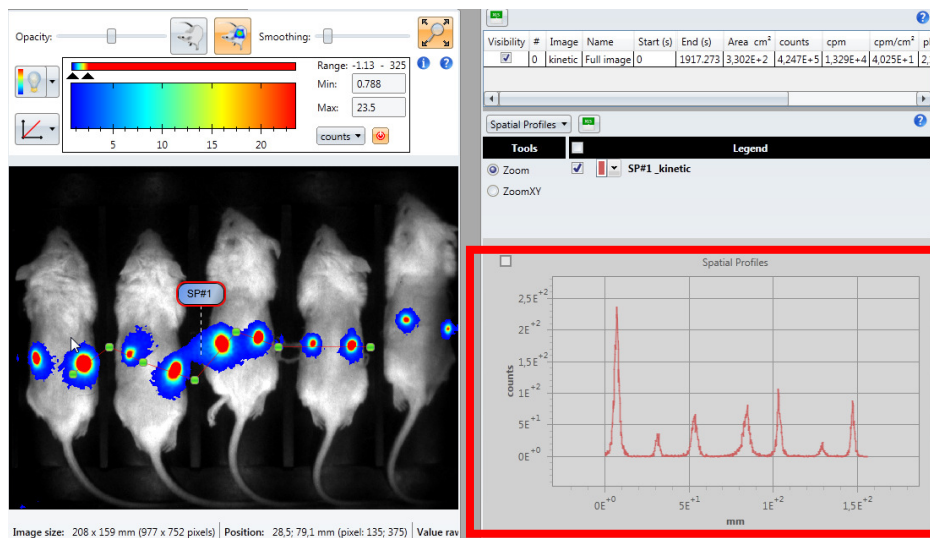 Opacity:
Smoothing:
Range: -1.13 - 325
Min: 0.788
Max: 23.5
5 10 15 20
counts
SP#1
Image size: 208 x 159 mm (977 x 752 pixels) Position: 28,5; 79,1 mm (pixel: 135; 375) Value raw
Visibility # Image Name Start (s) End (s) Area cm² counts cpm cpm/cm²
0 kinetic Full image 0 1917.273 3,302E+2 4,247E+5 1,329E+4 4,025E+1 2,
Spatial Profiles
Tools Legend
Zoom SP#1 _kinetic
ZoomXY
Spatial Profiles
2,5E+2
2E+2
1,5E+2
1E+2
5E+1
0E+0
counts
0E+0 5E+1 1E+2 1,5E+2
mm